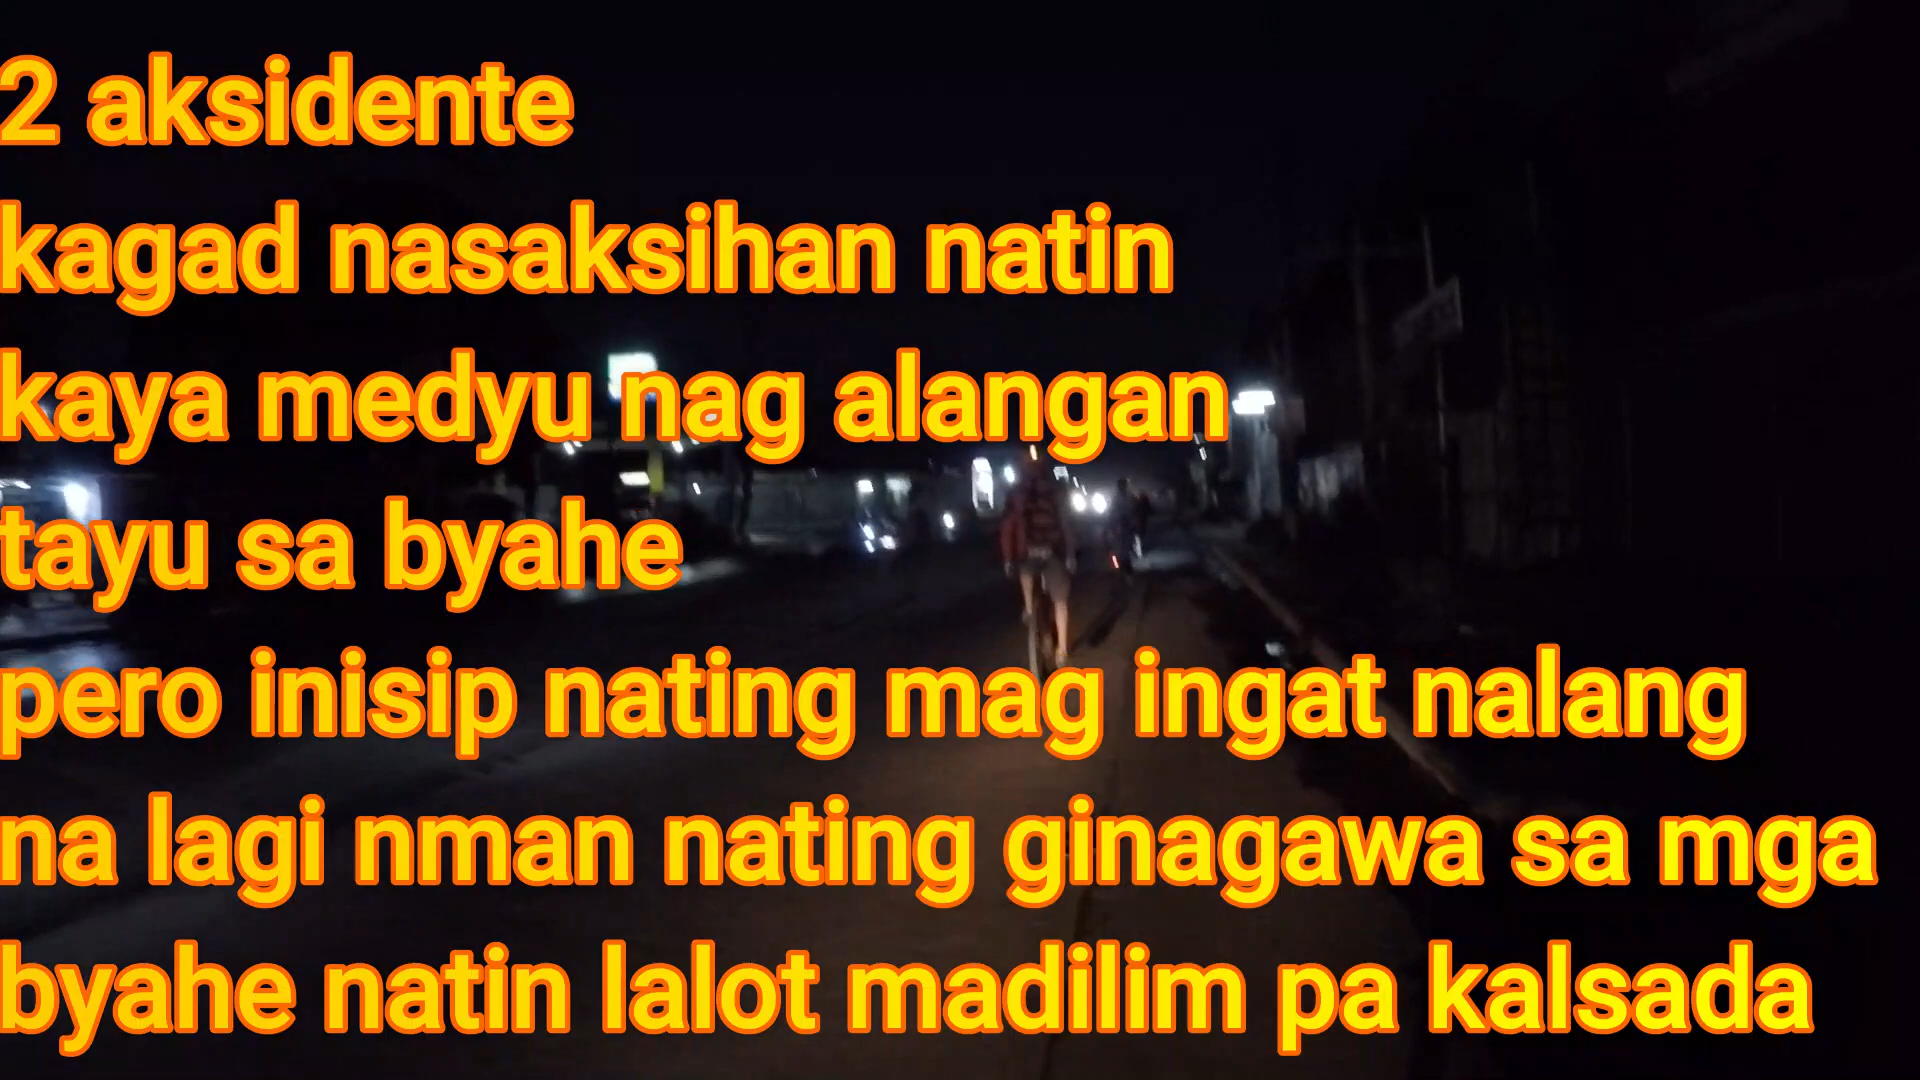 2 aksidente
kagad nasaksihan natin
kaya medyu nag alangan
tayu sa byahe
pero inisip nating mag ingat nalang
na lagi nman nating ginagawa sa mga
byahe natin lalot madilim pa kalsada